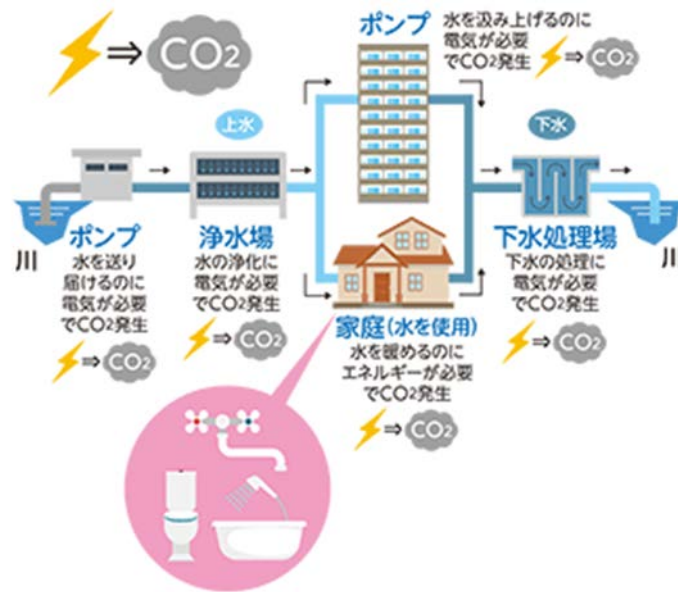 CO2
ポンプ
水を汲み上げるのに
電気が必要
でCO2発生
CO2
上水
下水
川
ポンプ
水を送り
届けるのに
電気が必要
でCO2発生
CO2
浄水場
水の浄化に
電気が必要
でCO2発生
CO2
家庭(水を使用)
水を暖めるのに
エネルギーが必要
でCO2発生
CO2
下水処理場
下水の処理に
電気が必要
でCO2発生
CO2
川